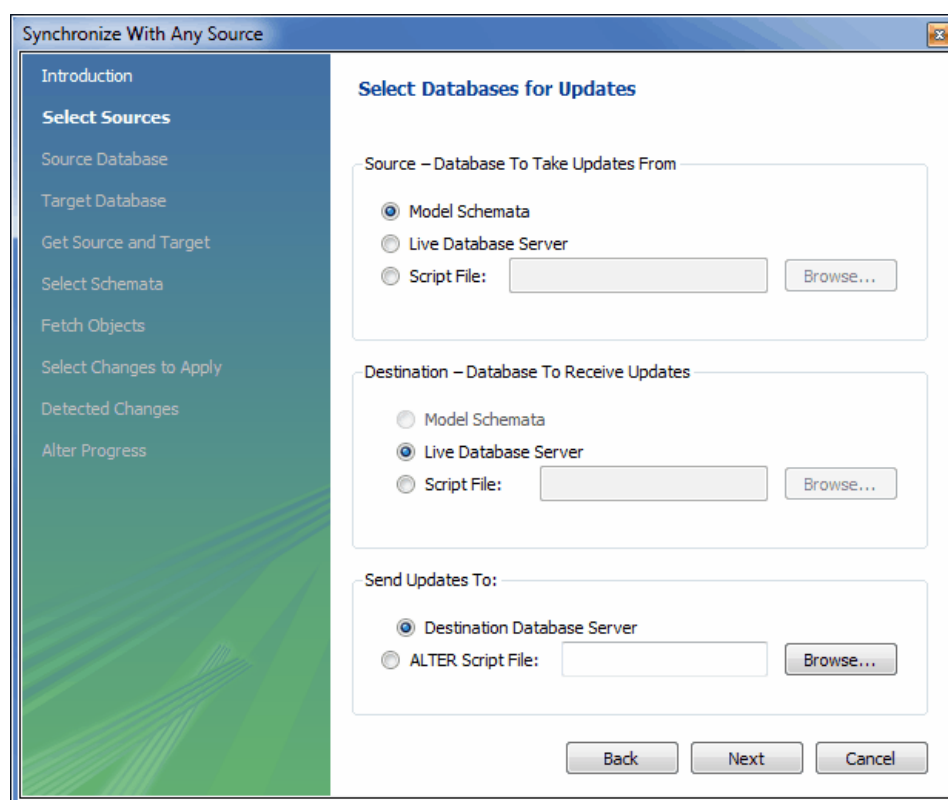 Synchronize With Any Source
Introduction
Select Sources
Source Database
Target Database
Get Source and Target
Select Schemata
Fetch Objects
Select Changes to Apply
Detected Changes
Alter Progress
Select Databases for Updates
Source – Database To Take Updates From
Model Schemata
Live Database Server
Script File: Browse...
Destination – Database To Receive Updates
Model Schemata
Live Database Server
Script File: Browse...
Send Updates To:
Destination Database Server
ALTER Script File: Browse...
Back Next Cancel